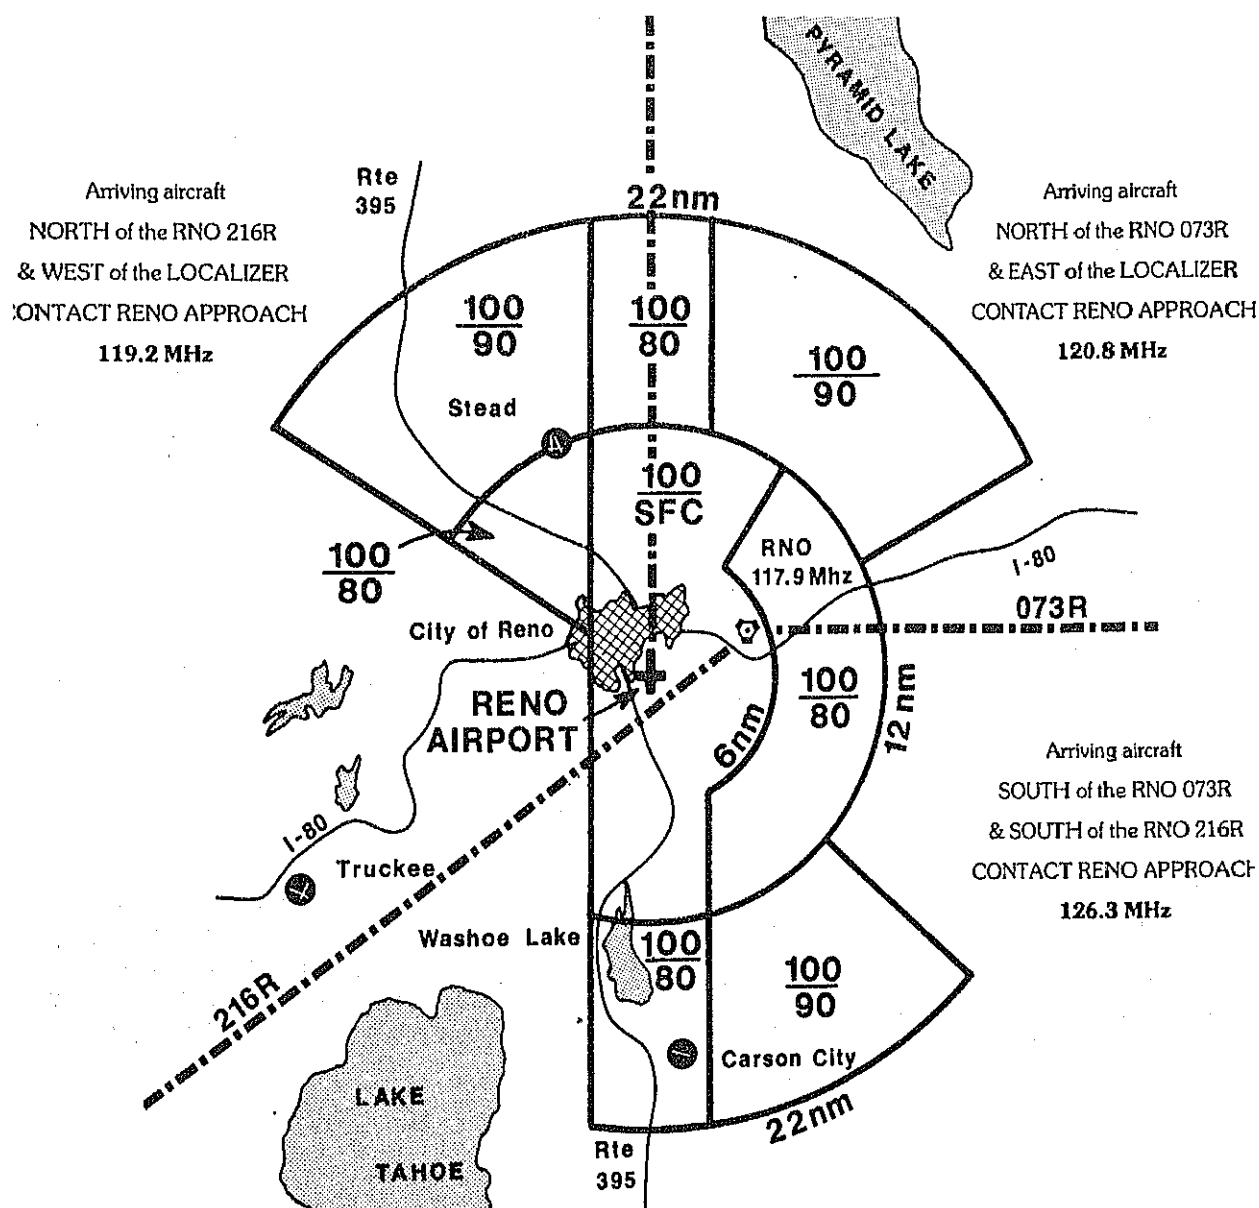 PYRAMID LAKE
Arriving aircraft
NORTH of the RNO 216R
& WEST of the LOCALIZER
CONTACT RENO APPROACH
119.2 MHz
Rte
395
22nm
Arriving aircraft
NORTH of the RNO 073R
& EAST of the LOCALIZER
CONTACT RENO APPROACH
120.8 MHz
100
90
100
80
100
90
Stead
100
SFC
100
80
RNO
117.9 Mhz
I-80
073R
City of Reno
RENO
AIRPORT
6nm
100
80
12nm
I-80
Truckee
216R
Washoe Lake
100
80
100
90
Carson City
22nm
LAKE
TAHOE
Rte
395
Arriving aircraft
SOUTH of the RNO 073R
& SOUTH of the RNO 216R
CONTACT RENO APPROACH
126.3 MHz